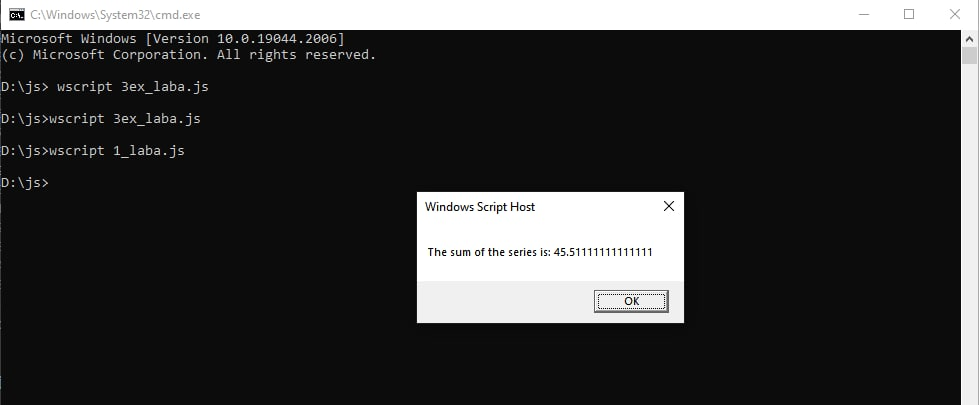 C:\Windows\System32\cmd.exe
Microsoft Windows [Version 10.0.19044.2006]
(c) Microsoft Corporation. All rights reserved.
D:\js> wscript 3ex_laba.js
D:\js>wscript 3ex_laba.js
D:\js>wscript 1_laba.js
D:\js>
Windows Script Host
The sum of the series is: 45.51111111111111
OK